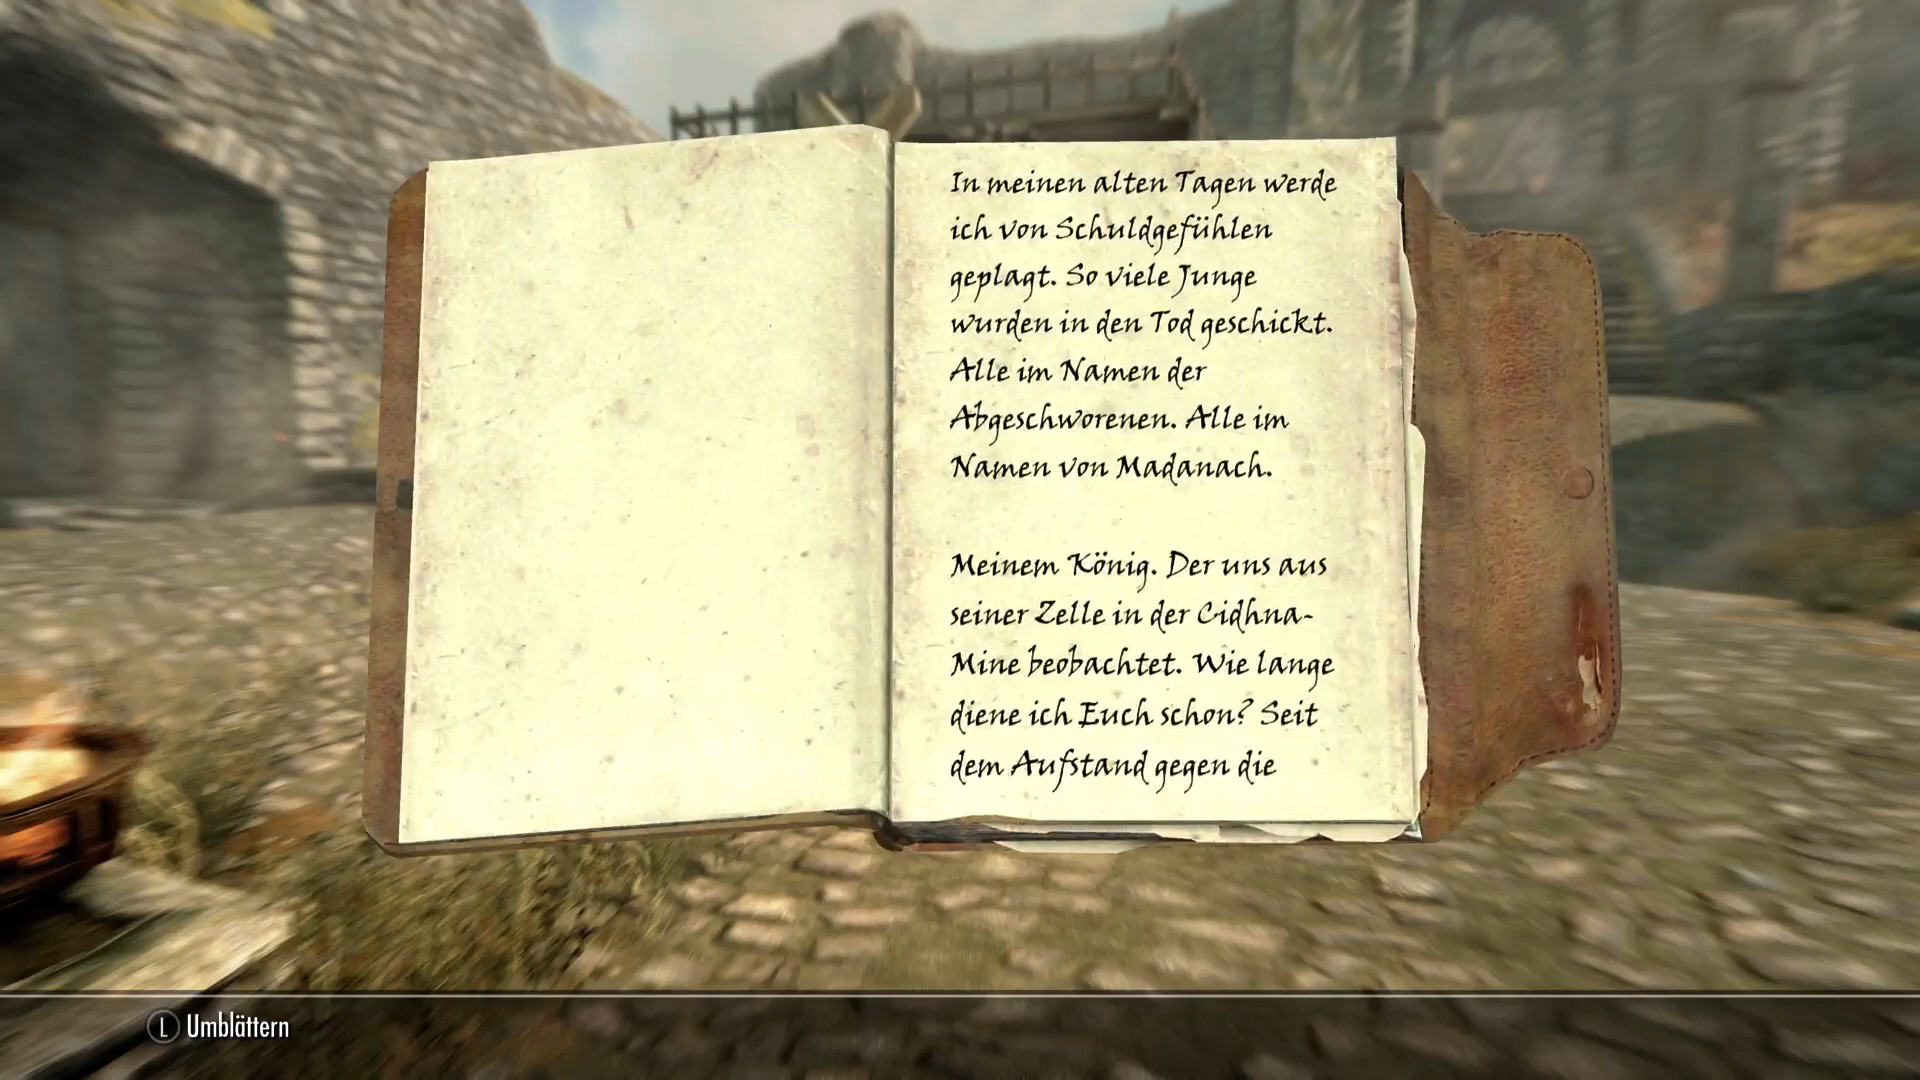 In meinen alten Tagen werde
ich von Schuldgefühlen
geplagt. So viele Junge
wurden in den Tod geschickt.
Alle im Namen der
Abgeschworenen. Alle im
Namen von Madanach.
Meinem König. Der uns aus
seiner Zelle in der Cidhna-
Mine beobachtet. Wie lange
diene ich Euch schon? Seit
dem Aufstand gegen die
L Umblättern